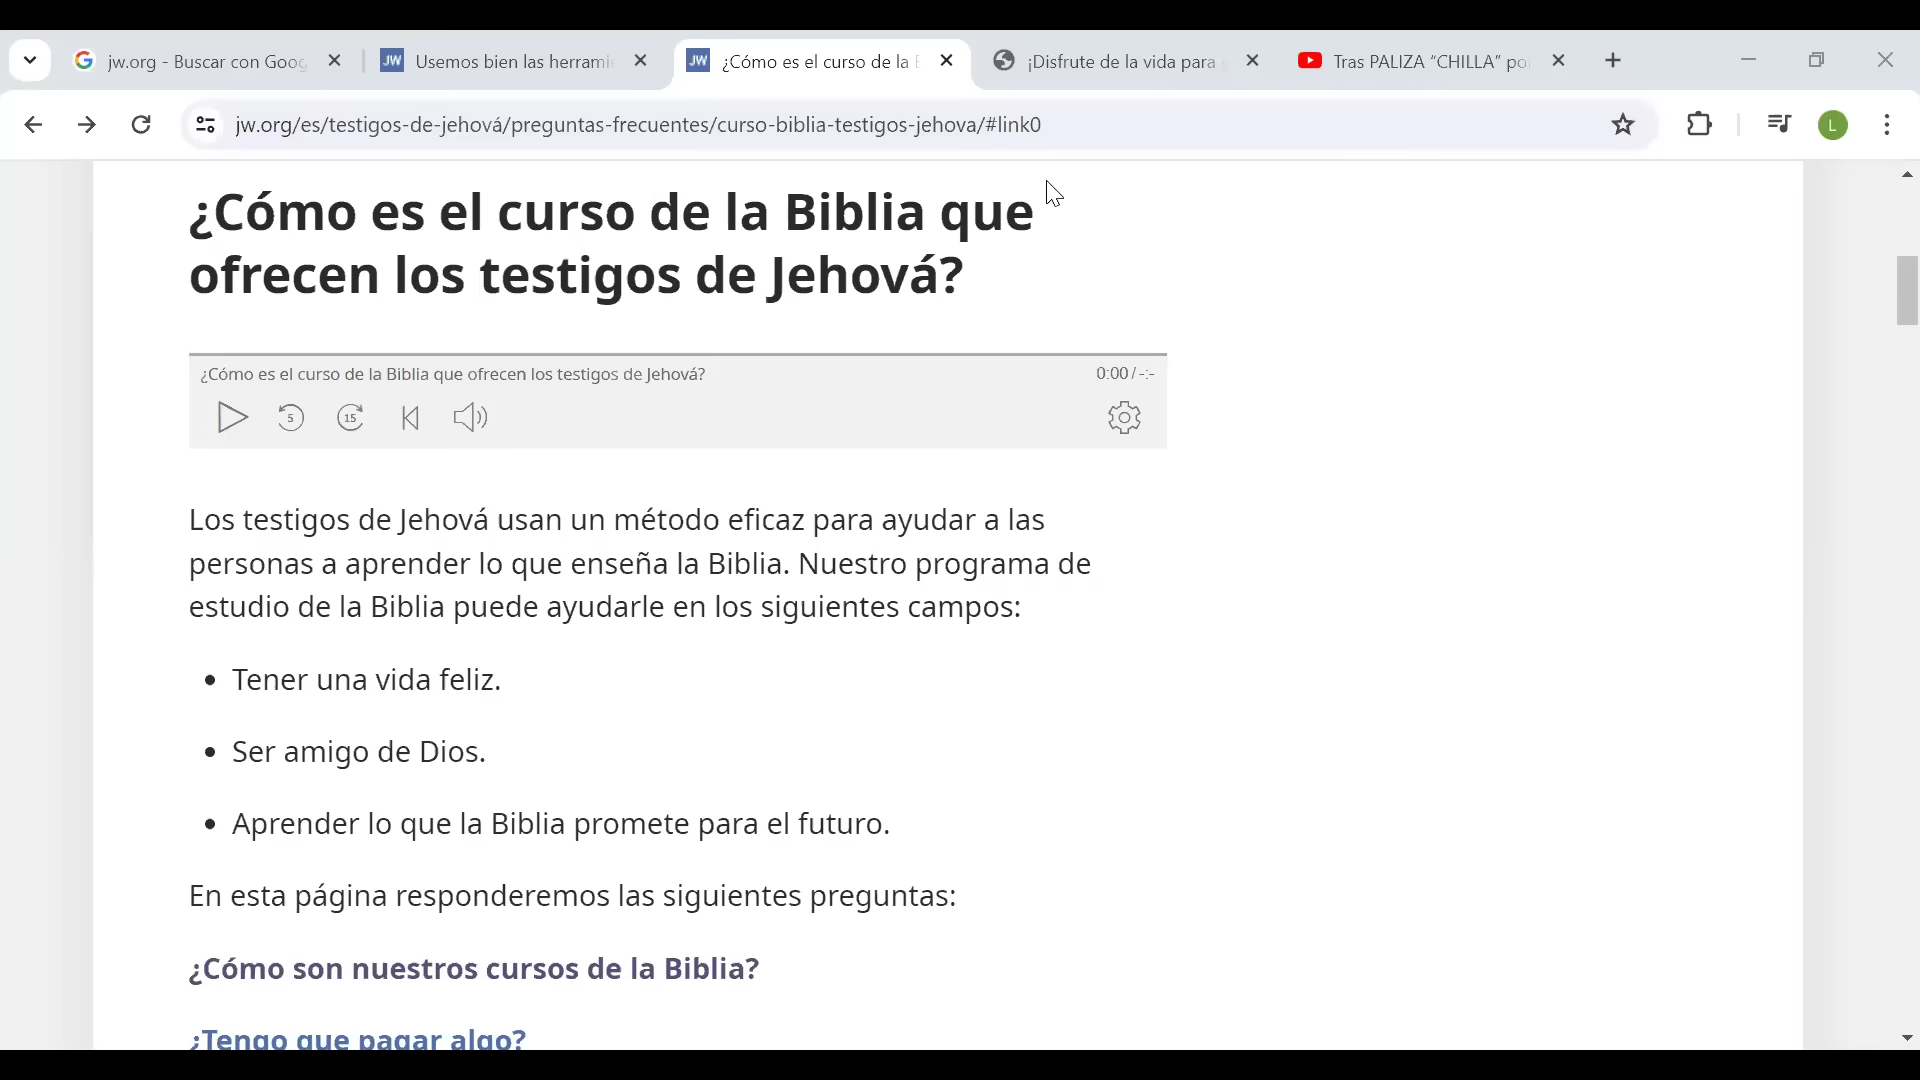 jw.org - Buscar con Goog
Usemos bien las herrami
¿Cómo es el curso de la B
¡Disfrute de la vida para s
Tras PALIZA “CHILLA” po
jw.org/es/testigos-de-jehová/preguntas-frecuentes/curso-biblia-testigos-jehova/#link0
L
¿Cómo es el curso de la Biblia que
ofrecen los testigos de Jehová?
¿Cómo es el curso de la Biblia que ofrecen los testigos de Jehová?
0:00 / -:-
5
15
Los testigos de Jehová usan un método eficaz para ayudar a las
personas a aprender lo que enseña la Biblia. Nuestro programa de
estudio de la Biblia puede ayudarle en los siguientes campos:
• Tener una vida feliz.
• Ser amigo de Dios.
• Aprender lo que la Biblia promete para el futuro.
En esta página responderemos las siguientes preguntas:
¿Cómo son nuestros cursos de la Biblia?
¿Tengo que pagar algo?